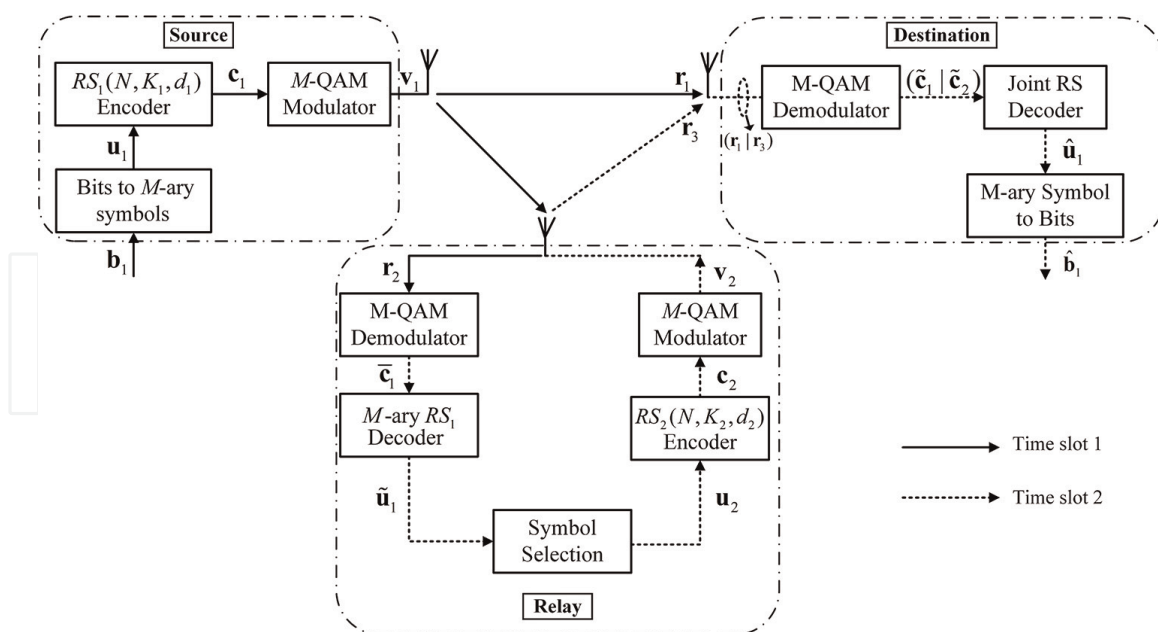 Source
RS₁(N, K₁, d₁)
Encoder
c₁
M-QAM
Modulator
v₁
u₁
Bits to M-ary
symbols
b₁
r₁
r₃
(r₁ | r₃)
Destination
M-QAM
Demodulator
(c̃₁ | c̃₂)
Joint RS
Decoder
û₁
M-ary Symbol
to Bits
b̂₁
r₂
M-QAM
Demodulator
c̅₁
M-ary RS₁
Decoder
ũ₁
Symbol
Selection
u₂
RS₂(N, K₂, d₂)
Encoder
c₂
M-QAM
Modulator
v₂
Relay
Time slot 1
Time slot 2